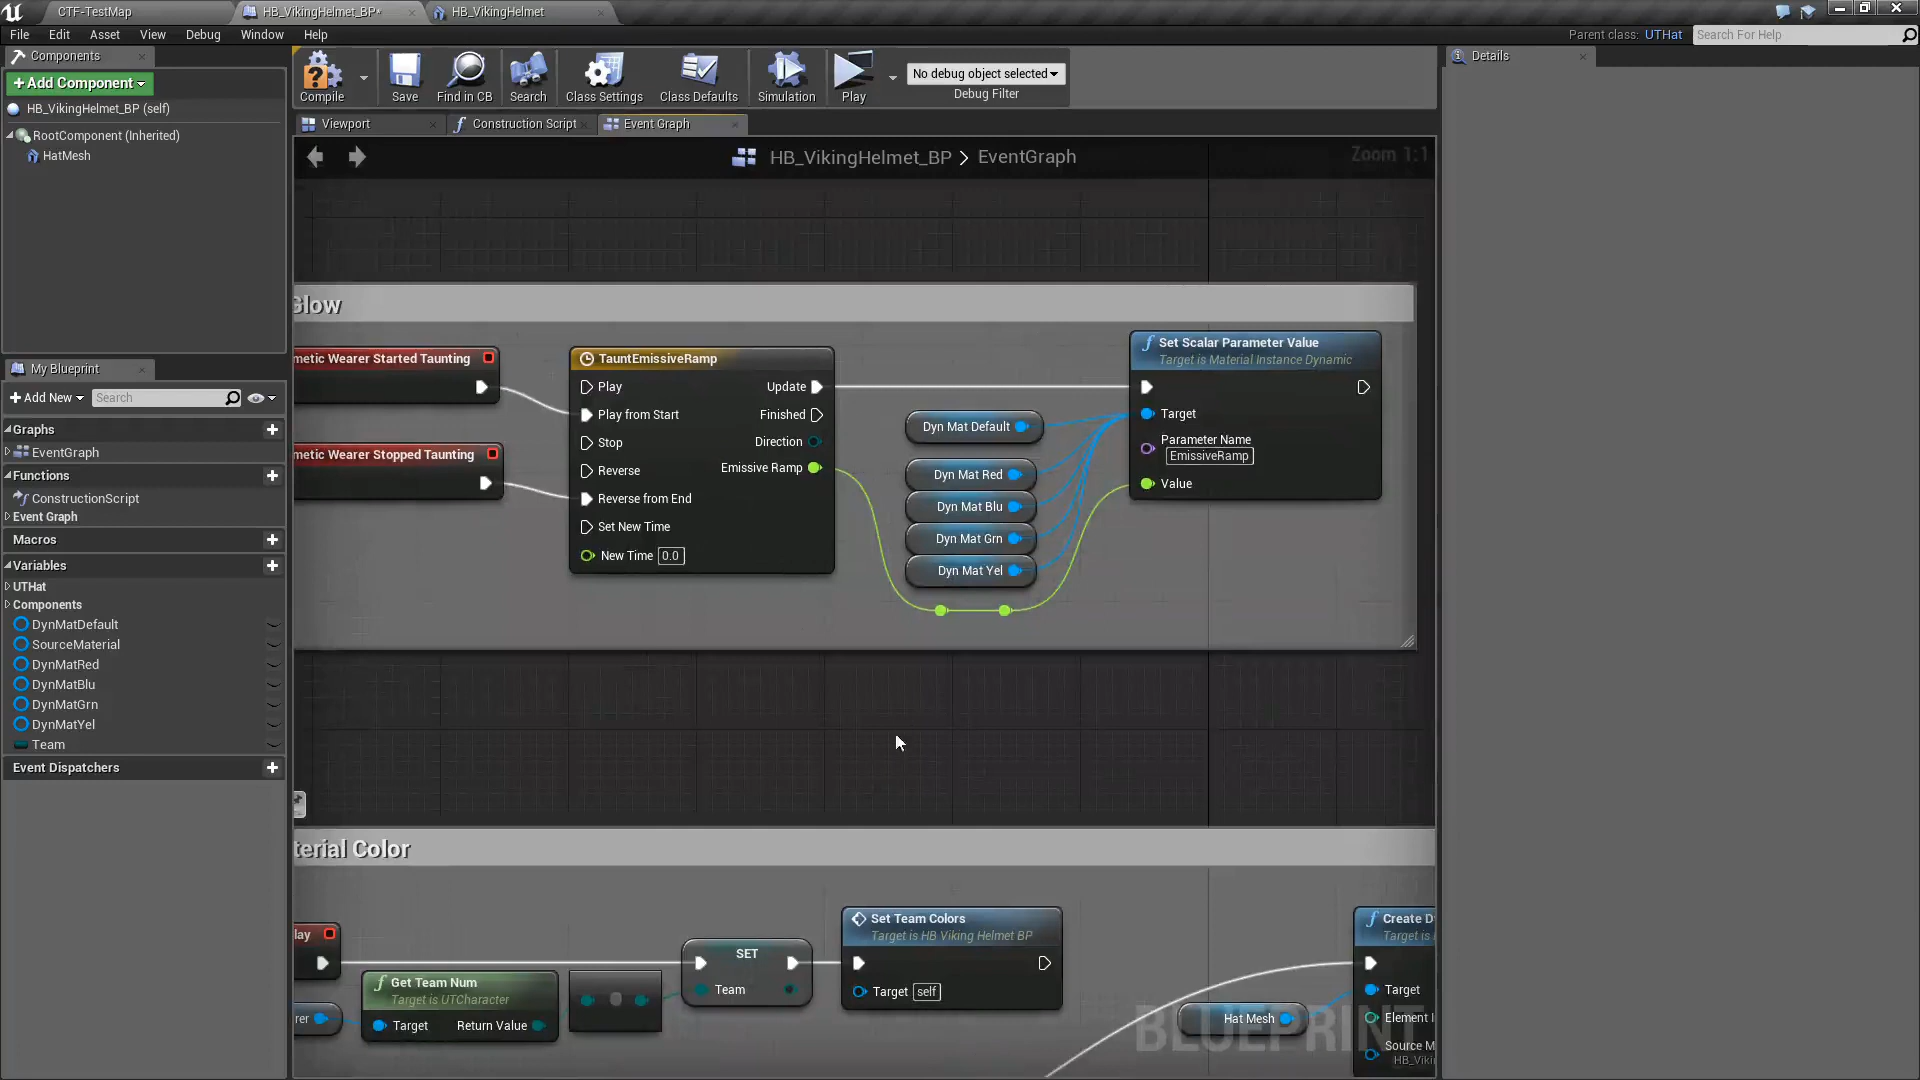 CTF-TestMap
HB_VikingHelmet_BP*
HB_VikingHelmet
File Edit Asset View Debug Window Help
Parent class: UTHat
Search For Help
Components
+Add Component
HB_VikingHelmet_BP (self)
RootComponent (Inherited)
HatMesh
Compile
Save
Find in CB
Search
Class Settings
Class Defaults
Simulation
Play
No debug object selected
Debug Filter
Details
Viewport
Construction Script
Event Graph
HB_VikingHelmet_BP > EventGraph
Zoom 1:1
My Blueprint
+Add New
Search
Graphs
EventGraph
Functions
ConstructionScript
Event Graph
Macros
Variables
UTHat
Components
DynMatDefault
SourceMaterial
DynMatRed
DynMatBlu
DynMatGrn
DynMatYel
Team
Event Dispatchers
Glow
metic Wearer Started Taunting
metic Wearer Stopped Taunting
TauntEmissiveRamp
Play
Update
Play from Start
Finished
Stop
Direction
Reverse
Emissive Ramp
Reverse from End
Set New Time
New Time 0.0
Dyn Mat Default
Dyn Mat Red
Dyn Mat Blu
Dyn Mat Grn
Dyn Mat Yel
Set Scalar Parameter Value
Target is Material Instance Dynamic
Target
Parameter Name
EmissiveRamp
Value
terial Color
lay
rer
Get Team Num
Target is UTCharacter
Target
Return Value
SET
Team
Set Team Colors
Target is HB Viking Helmet BP
Target self
Hat Mesh
Create D
Target is
Target
Element I
Source M
HB_Viki
BLUEPRINT